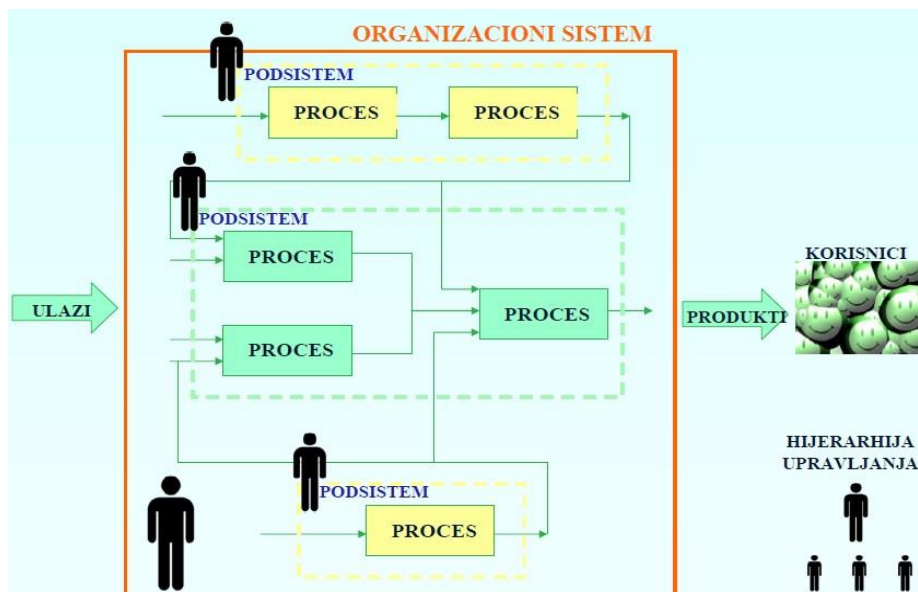 ORGANIZACIONI SISTEM
PODSISTEM
PROCES
PROCES
PODSISTEM
PROCES
PROCES
PROCES
ULAZI
PRODUKTI
KORISNICI
HIJERARHIJA
UPRAVLJANJA
PODSISTEM
PROCES